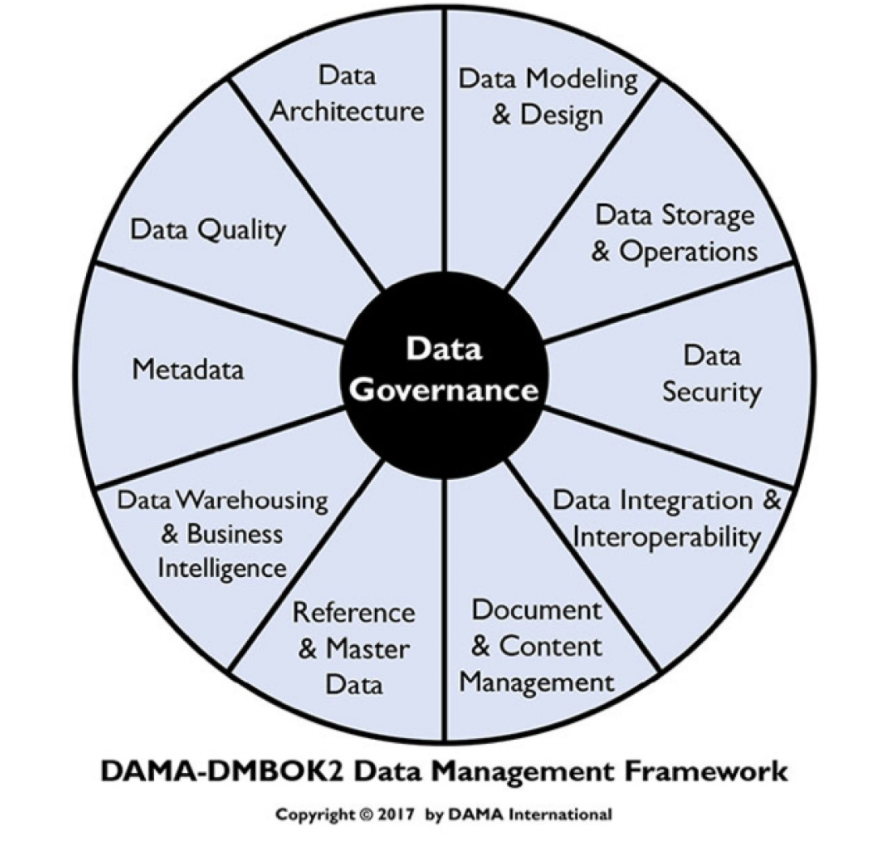 Data
Architecture
Data Modeling
& Design
Data Storage
& Operations
Data
Security
Data Integration &
Interoperability
Document
& Content
Management
Reference
& Master
Data
Data Warehousing
& Business
Intelligence
Metadata
Data Quality
Data
Governance
DAMA-DMBOK2 Data Management Framework
Copyright © 2017 by DAMA International